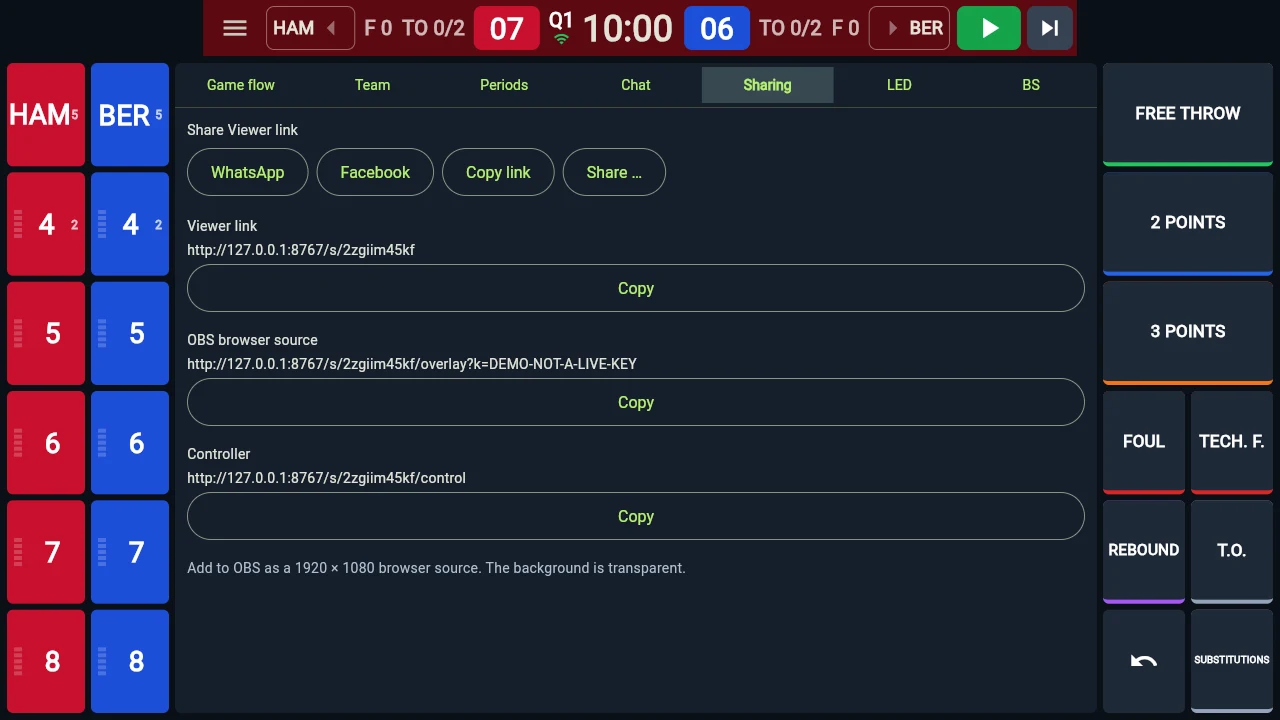 HAM
F 0 TO 0/2
07
Q1
10:00
06
TO 0/2 F 0
BER
HAM 5
BER 5
Game flow
Team
Periods
Chat
Sharing
LED
BS
FREE THROW
Share Viewer link
WhatsApp
Facebook
Copy link
Share ...
4 2
4 2
2 POINTS
Viewer link
http://127.0.0.1:8767/s/2zgiim45kf
Copy
5
5
3 POINTS
OBS browser source
http://127.0.0.1:8767/s/2zgiim45kf/overlay?k=DEMO-NOT-A-LIVE-KEY
Copy
6
6
FOUL
TECH. F.
Controller
http://127.0.0.1:8767/s/2zgiim45kf/control
Copy
7
7
REBOUND
T.O.
Add to OBS as a 1920 × 1080 browser source. The background is transparent.
8
8
SUBSTITUTIONS